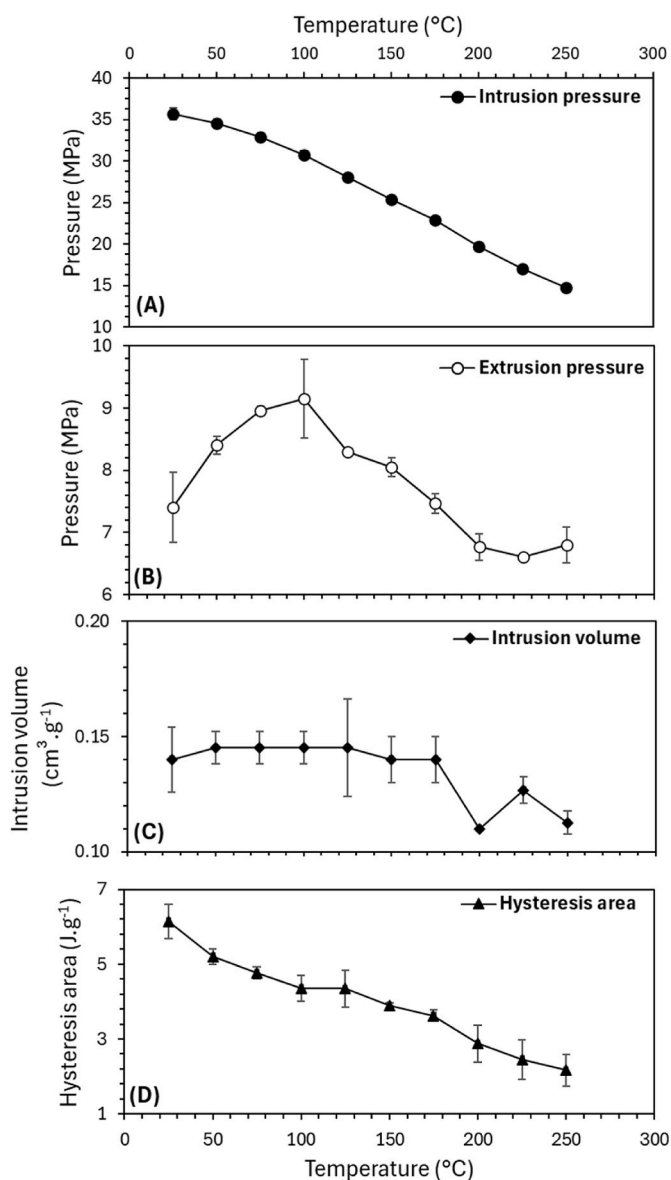 Temperature (°C)
0 50 100 150 200 250 300
40
Intrusion pressure
35
30
25
20
15
10
Pressure (MPa)
(A)
10
Extrusion pressure
9
8
7
6
Pressure (MPa)
(B)
0.20
Intrusion volume
0.15
0.10
Intrusion volume
(cm³.g⁻¹)
(C)
7
Hysteresis area
5
3
1
Hysteresis area (J.g⁻¹)
(D)
0 50 100 150 200 250 300
Temperature (°C)